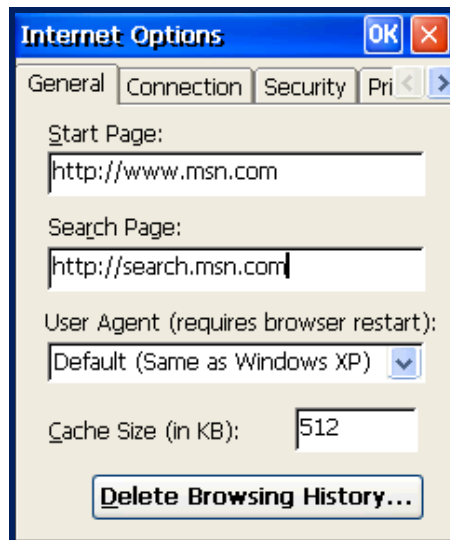 Internet Options OK
General Connection Security Pri
Start Page:
http://www.msn.com
Search Page:
http://search.msn.com
User Agent (requires browser restart):
Default (Same as Windows XP)
Cache Size (in KB): 512
Delete Browsing History...